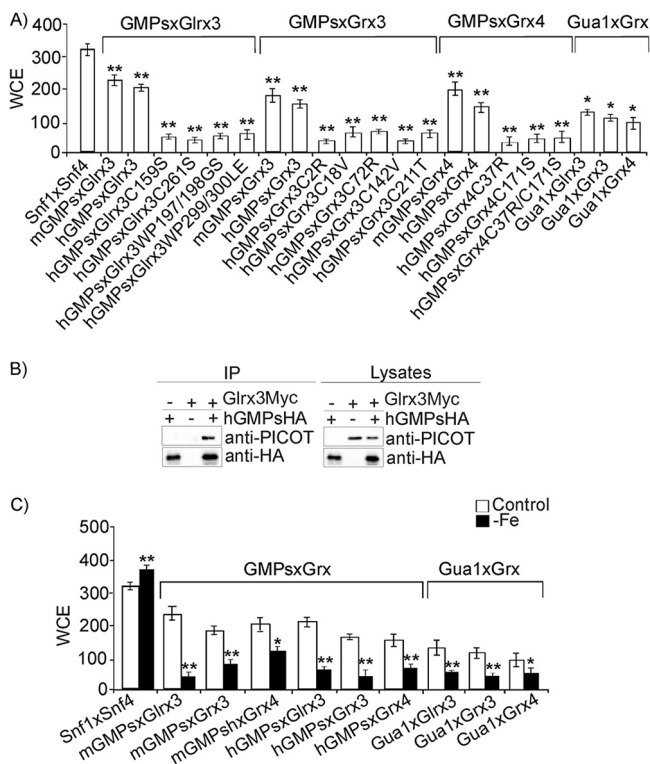 A)
GMPsxGlrx3 GMPsxGrx3 GMPsxGrx4 Gua1xGrx
WCE
400
300
200
100
0
** ** ** ** ** ** ** ** ** ** ** ** ** ** ** ** ** ** * * *
Snf1xSnf4
mGMPsxGlrx3
hGMPsxGlrx3
hGMPsxGlrx3C159S
hGMPsxGlrx3C261S
hGMPsxGlrx3WP197/198GS
hGMPsxGlrx3WP299/300LE
mGMPsxGrx3
hGMPsxGrx3
hGMPsxGrx3C2R
hGMPsxGrx3C18V
hGMPsxGrx3C72R
hGMPsxGrx3C142V
hGMPsxGrx3C211T
mGMPsxGrx4
hGMPsxGrx4
hGMPsxGrx4C37R
hGMPsxGrx4C171S
hGMPsxGrx4C37R/C171S
Gua1xGlrx3
Gua1xGrx3
Gua1xGrx4
B)
IP Lysates
- + + Glrx3Myc - + +
+ - + hGMPsHA + - +
anti-PICOT
anti-HA
anti-PICOT
anti-HA
C)
Control
-Fe
GMPsxGrx Gua1xGrx
WCE
500
400
300
200
100
0
** ** ** * ** ** ** ** ** *
Snf1xSnf4
mGMPsxGlrx3
mGMPsxGrx3
mGMPshxGrx4
hGMPsxGlrx3
hGMPsxGrx3
hGMPsxGrx4
Gua1xGlrx3
Gua1xGrx3
Gua1xGrx4